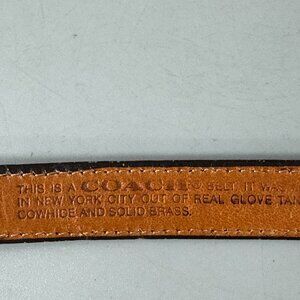 THIS IS A COACH® BELT. IT WAS
IN NEW YORK CITY OUT OF REAL GLOVE TAN
COWHIDE AND SOLID BRASS.